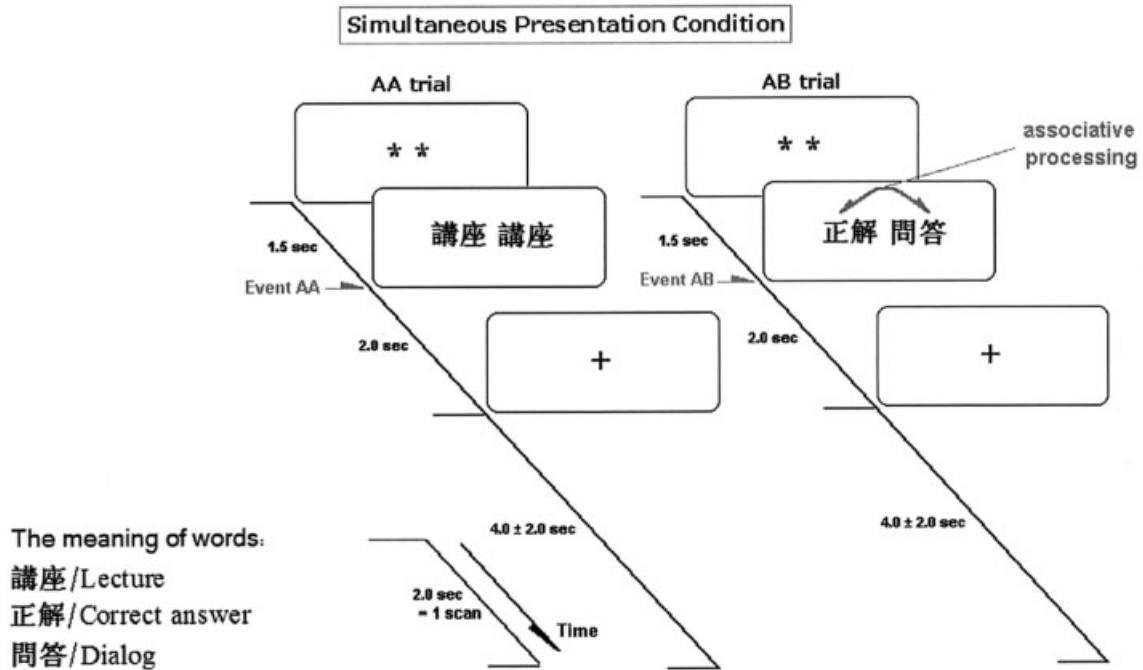 Simultaneous Presentation Condition
AA trial
* *
講座 講座
1.5 sec
Event AA
2.0 sec
+
4.0 ± 2.0 sec
AB trial
* *
associative
processing
正解 問答
1.5 sec
Event AB
2.0 sec
+
4.0 ± 2.0 sec
The meaning of words:
講座/Lecture
正解/Correct answer
問答/Dialog
2.0 sec
= 1 scan
Time